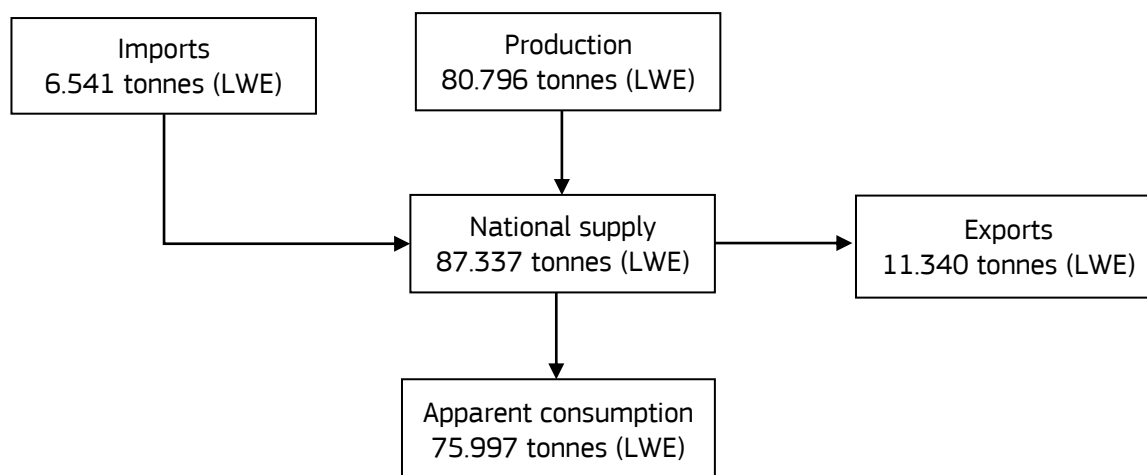 Imports
6.541 tonnes (LWE)
Production
80.796 tonnes (LWE)
National supply
87.337 tonnes (LWE)
Exports
11.340 tonnes (LWE)
Apparent consumption
75.997 tonnes (LWE)